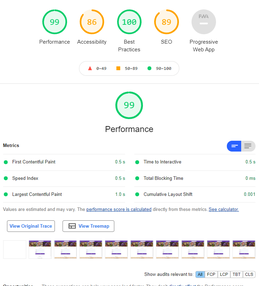 99
86
100
89
PWA
Performance
Accessibility
Best Practices
SEO
Progressive Web App
0-49
50-89
90-100
99
Performance
Metrics
First Contentful Paint 0.5 s
Time to Interactive 0.5 s
Speed Index 0.5 s
Total Blocking Time 0 ms
Largest Contentful Paint 1.0 s
Cumulative Layout Shift 0.001
Values are estimated and may vary. The performance score is calculated directly from these metrics. See calculator.
View Original Trace
View Treemap
Show audits relevant to: All FCP LCP TBT CLS